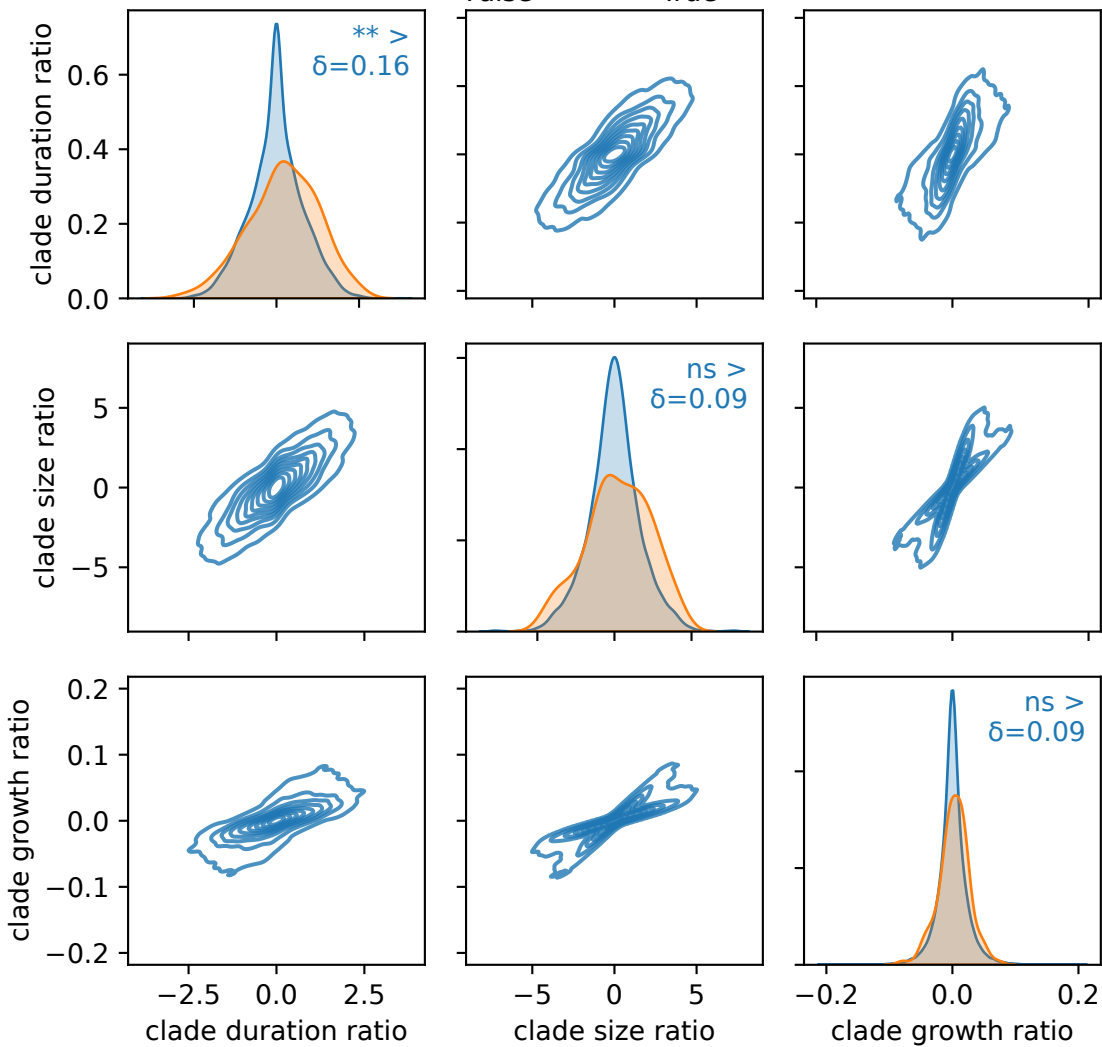 clade duration ratio
0.6
0.4
0.2
0.0
** >
δ=0.16
clade size ratio
5
0
−5
ns >
δ=0.09
clade growth ratio
0.2
0.1
0.0
−0.1
−0.2
ns >
δ=0.09
−2.5 0.0 2.5
−5 0 5
−0.2 0.0 0.2
clade duration ratio
clade size ratio
clade growth ratio